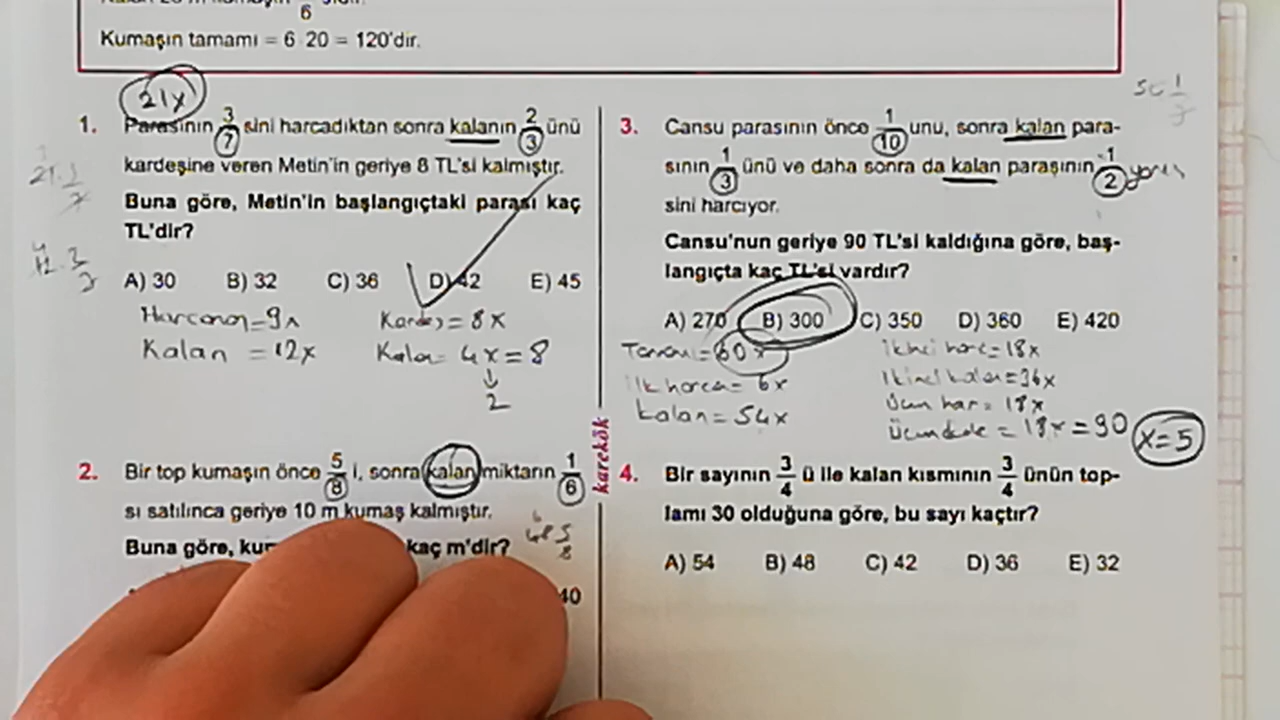 6
Kumaşın tamamı = 6 20 = 120'dir.
21x
1. Parasının 3/7 sini harcadıktan sonra kalanın 2/3 ünü
kardeşine veren Metin'in geriye 8 TL'si kalmıştır.
Buna göre, Metin'in başlangıçtaki parası kaç
TL'dir?
A) 30 B) 32 C) 36 D) 42 E) 45
Harcanan = 9x
Kalan = 12x
Kardeş = 8x
Kalan = 4x = 8
2
2. Bir top kumaşın önce 5/8 i, sonra kalan miktarın 1/6
sı satılınca geriye 10 m kumaş kalmıştır.
Buna göre, kaç m'dir?
40
karekök
3. Cansu parasının önce 1/10 unu, sonra kalan para-
sının 1/3 ünü ve daha sonra da kalan parasının 1/2
sini harcıyor.
Cansu'nun geriye 90 TL'si kaldığına göre, baş-
langıçta kaç TL'si vardır?
A) 270 B) 300 C) 350 D) 360 E) 420
= 60x
ilk harca = 6x
kalan = 54x
ikinci harc = 18x
ikinci kalan = 36x
har = 18x
= 18x = 90
x = 5
4. Bir sayının 3/4 ü ile kalan kısmının 3/4 ünün top-
lamı 30 olduğuna göre, bu sayı kaçtır?
A) 54 B) 48 C) 42 D) 36 E) 32